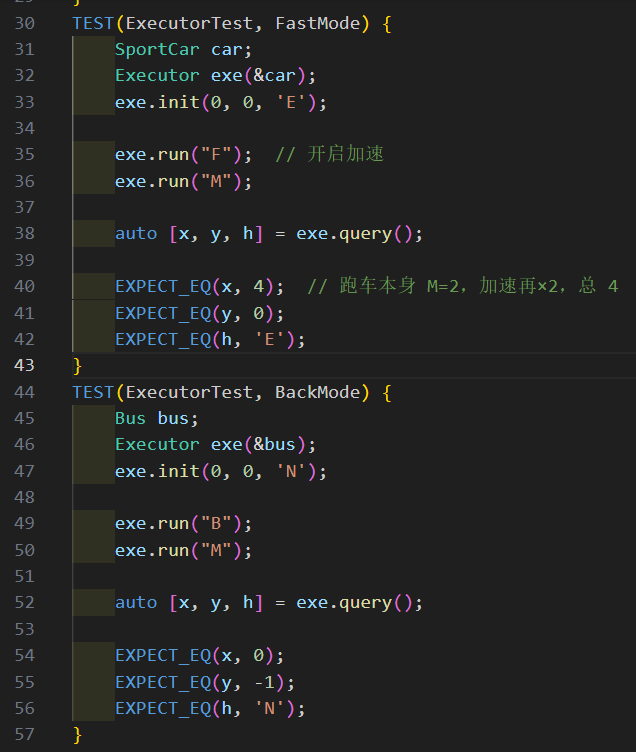 30 TEST(ExecutorTest, FastMode) {
31 SportCar car;
32 Executor exe(&car);
33 exe.init(0, 0, 'E');
34
35 exe.run("F"); // 开启加速
36 exe.run("M");
37
38 auto [x, y, h] = exe.query();
39
40 EXPECT_EQ(x, 4); // 跑车本身 M=2，加速再×2，总 4
41 EXPECT_EQ(y, 0);
42 EXPECT_EQ(h, 'E');
43 }
44 TEST(ExecutorTest, BackMode) {
45 Bus bus;
46 Executor exe(&bus);
47 exe.init(0, 0, 'N');
48
49 exe.run("B");
50 exe.run("M");
51
52 auto [x, y, h] = exe.query();
53
54 EXPECT_EQ(x, 0);
55 EXPECT_EQ(y, -1);
56 EXPECT_EQ(h, 'N');
57 }